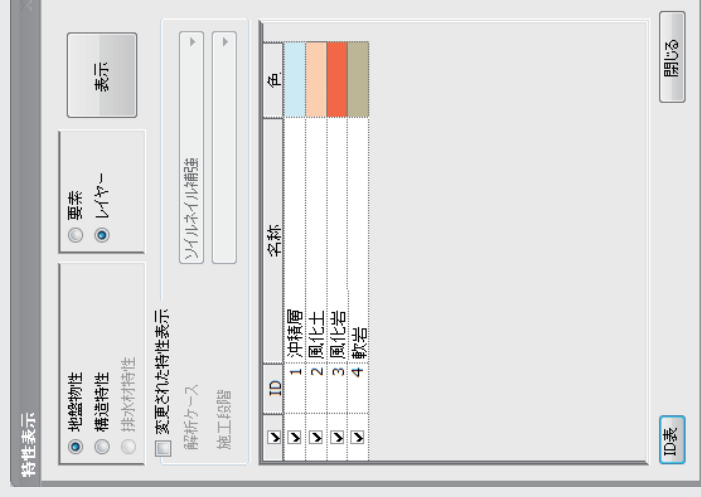 特性表示
地盤物性
要素
表示
構造特性
レイヤー
排水材特性
変更された特性表示
解析ケース
ソイルネイル補強
施工段階
ID 名称 色
1 沖積層
2 風化土
3 風化岩
4 軟岩
ID表
閉じる